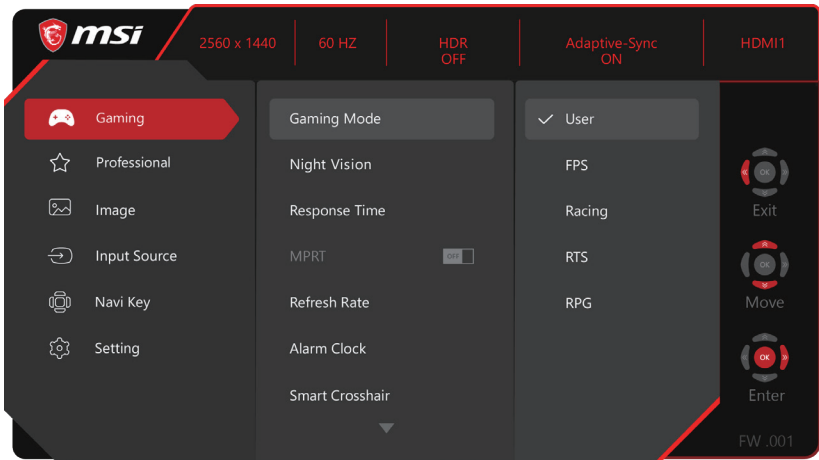 msi
2560 x 1440
60 HZ
HDR
OFF
Adaptive-Sync
ON
HDMI1
Gaming
Professional
Image
Input Source
Navi Key
Setting
Gaming Mode
Night Vision
Response Time
MPRT
OFF
Refresh Rate
Alarm Clock
Smart Crosshair
User
FPS
Racing
RTS
RPG
OK
Exit
OK
Move
OK
Enter
FW .001